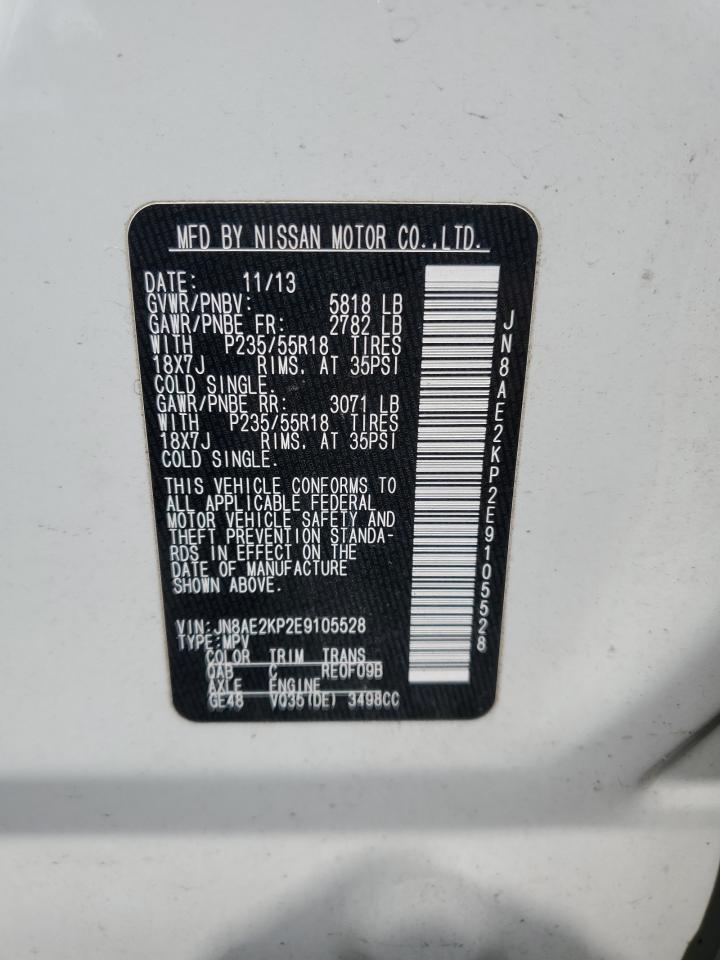 MFD BY NISSAN MOTOR CO.,LTD.
DATE: 11/13
GVWR/PNBV: 5818 LB
GAWR/PNBE FR: 2782 LB
WITH P235/55R18 TIRES
18X7J RIMS. AT 35PSI
COLD SINGLE.
GAWR/PNBE RR: 3071 LB
WITH P235/55R18 TIRES
18X7J RIMS. AT 35PSI
COLD SINGLE.
THIS VEHICLE CONFORMS TO
ALL APPLICABLE FEDERAL
MOTOR VEHICLE SAFETY AND
THEFT PREVENTION STANDA-
RDS IN EFFECT ON THE
DATE OF MANUFACTURE
SHOWN ABOVE.
VIN:JN8AE2KP2E9105528
TYPE:MPV
COLOR TRIM TRANS
QAB C RE0F09B
AXLE ENGINE
GE48 VQ35(DE) 3498CC
JN8AE2KP2E9105528